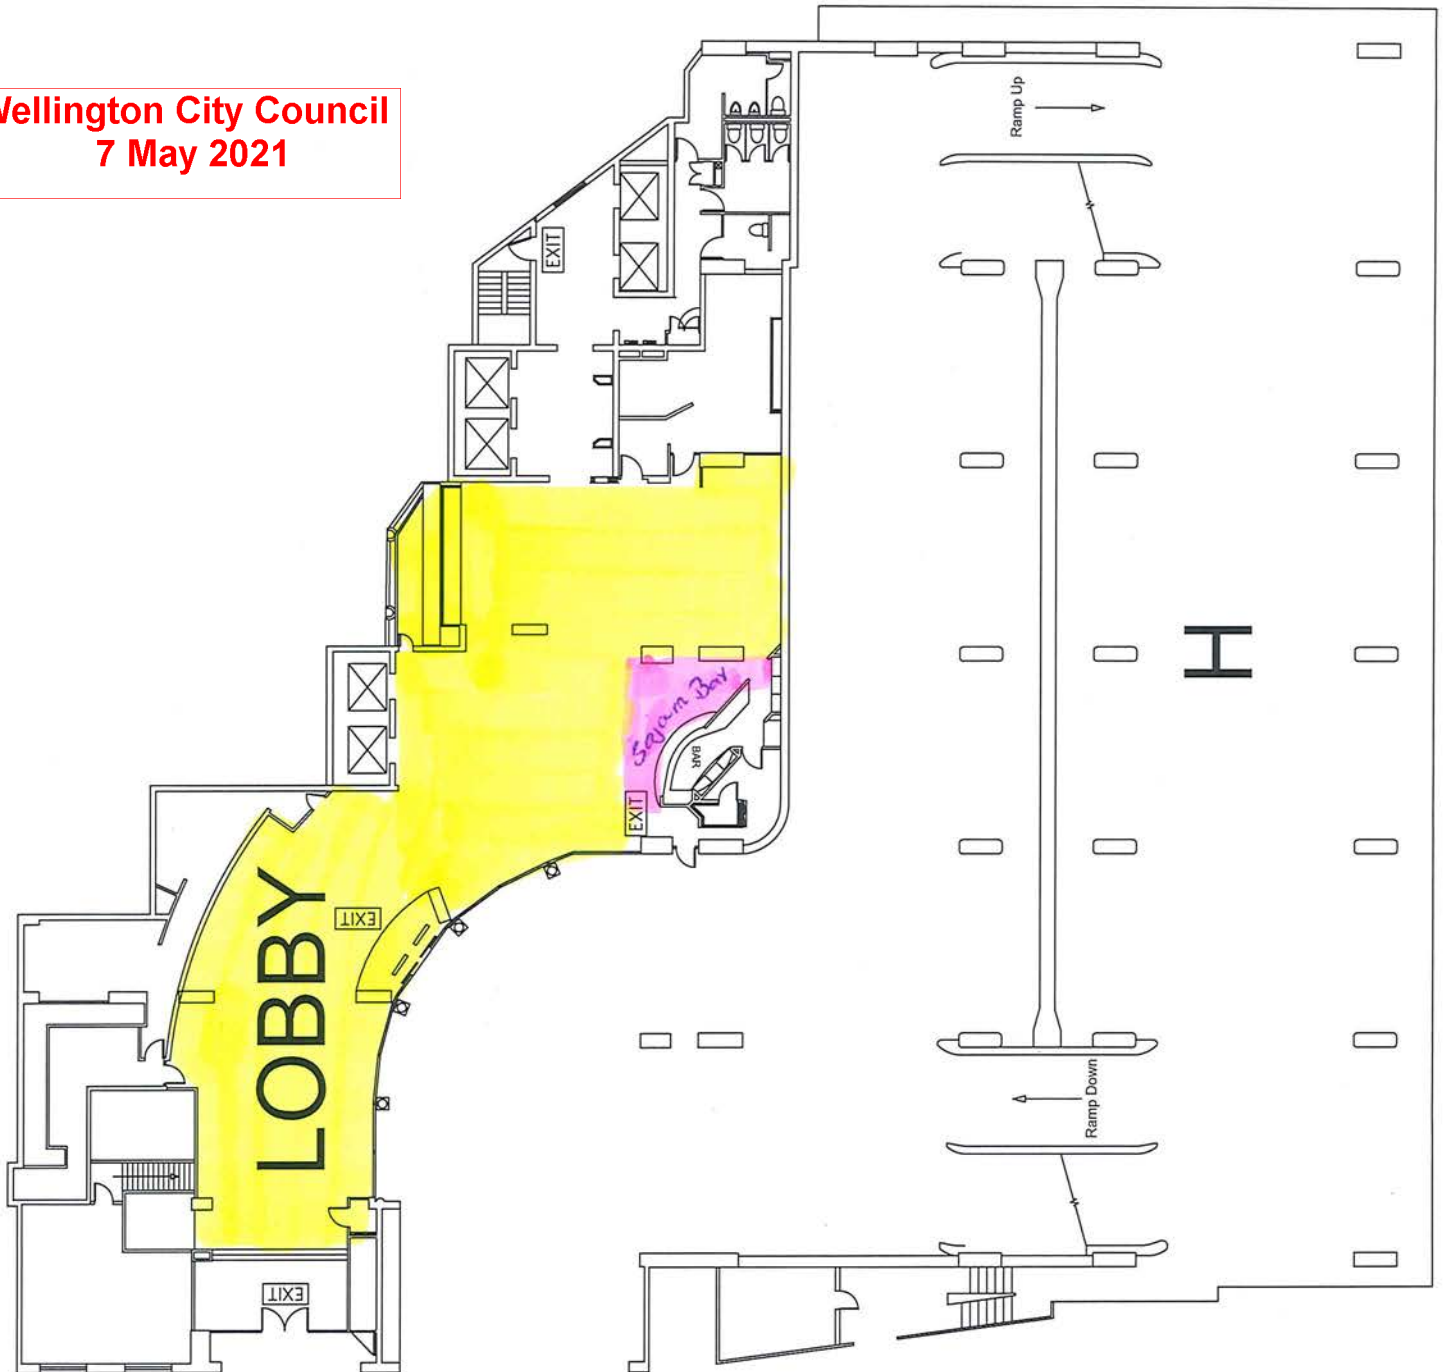 Wellington City Council
7 May 2021
Ramp Up
EXIT
Sojourn Bar
BAR
EXIT
H
LOBBY
EXIT
Ramp Down
EXIT